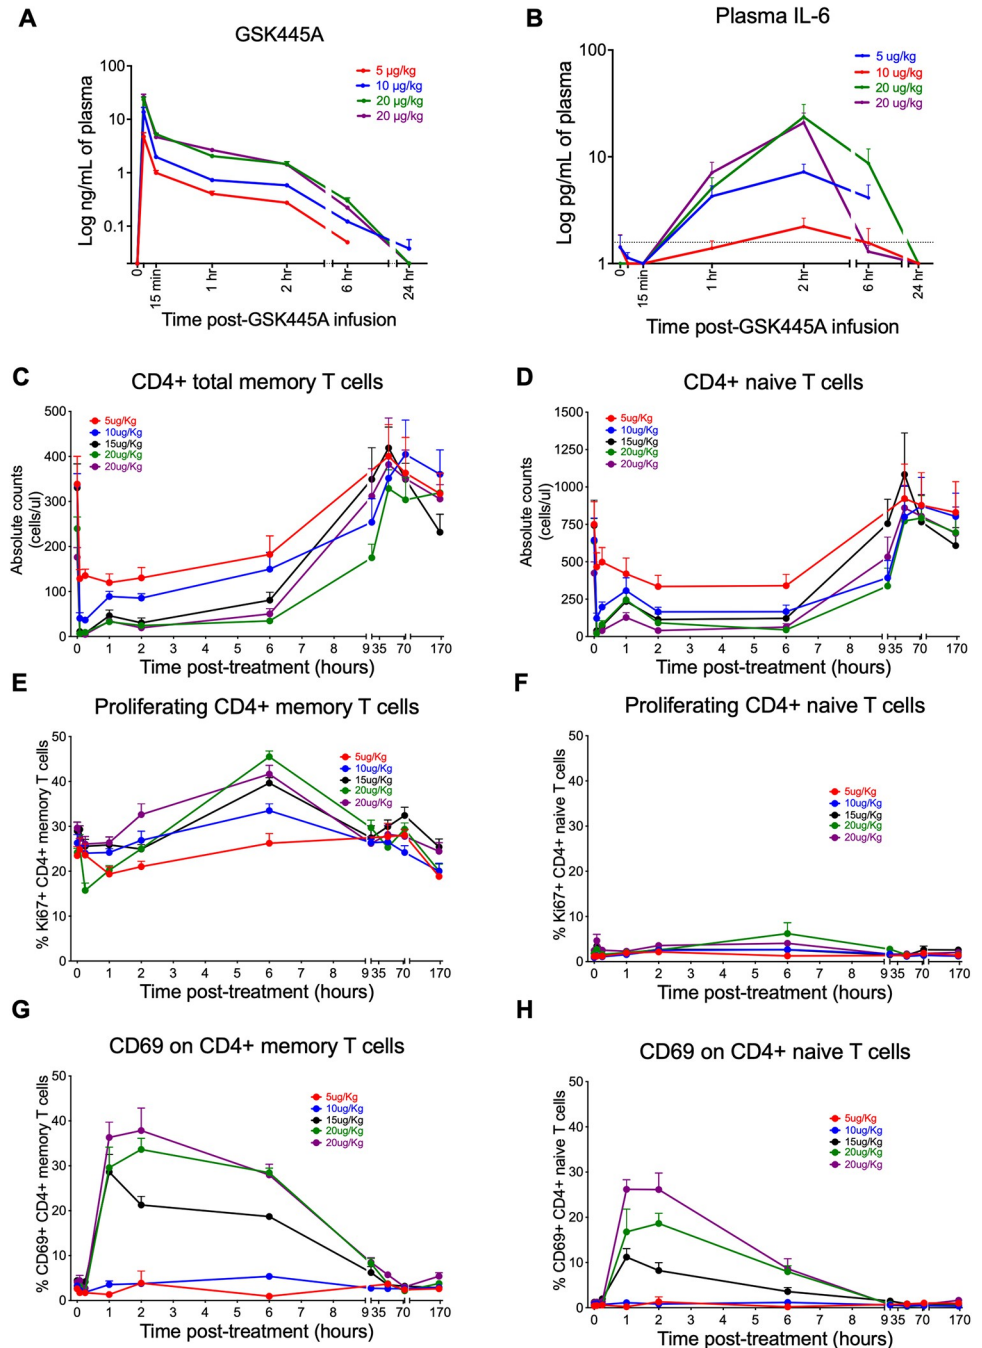 A
GSK445A
Log ng/mL of plasma
100
10
1
0.1
5 µg/kg
10 µg/kg
20 µg/kg
20 µg/kg
0
15 min
1 hr
2 hr
6 hr
24 hr
Time post-GSK445A infusion
B
Plasma IL-6
Log pg/mL of plasma
100
10
1
5 ug/kg
10 ug/kg
20 ug/kg
20 ug/kg
0
15 min
1 hr
2 hr
6 hr
24 hr
Time post-GSK445A infusion
C
CD4+ total memory T cells
Absolute counts
(cells/ul)
500
400
300
200
100
0
5ug/Kg
10ug/Kg
15ug/Kg
20ug/Kg
20ug/Kg
0 1 2 3 4 5 6 7 8 9 35 70 170
Time post-treatment (hours)
D
CD4+ naive T cells
Absolute counts
(cells/ul)
1500
1250
1000
750
500
250
0
5ug/Kg
10ug/Kg
15ug/Kg
20ug/Kg
20ug/Kg
0 1 2 3 4 5 6 7 8 9 35 70 170
Time post-treatment (hours)
E
Proliferating CD4+ memory T cells
% Ki67+ CD4+ memory T cells
50
40
30
20
10
0
5ug/Kg
10ug/Kg
15ug/Kg
20ug/Kg
20ug/Kg
0 1 2 3 4 5 6 7 8 9 35 70 170
Time post-treatment (hours)
F
Proliferating CD4+ naive T cells
% Ki67+ CD4+ naive T cells
50
40
30
20
10
0
5ug/Kg
10ug/Kg
15ug/Kg
20ug/Kg
20ug/Kg
0 1 2 3 4 5 6 7 8 9 35 70 170
Time post-treatment (hours)
G
CD69 on CD4+ memory T cells
% CD69+ CD4+ memory T cells
50
40
30
20
10
0
5ug/Kg
10ug/Kg
15ug/Kg
20ug/Kg
20ug/Kg
0 1 2 3 4 5 6 7 8 9 35 70 170
Time post-treatment (hours)
H
CD69 on CD4+ naive T cells
% CD69+ CD4+ naive T cells
50
40
30
20
10
0
5ug/Kg
10ug/Kg
15ug/Kg
20ug/Kg
20ug/Kg
0 1 2 3 4 5 6 7 8 9 35 70 170
Time post-treatment (hours)